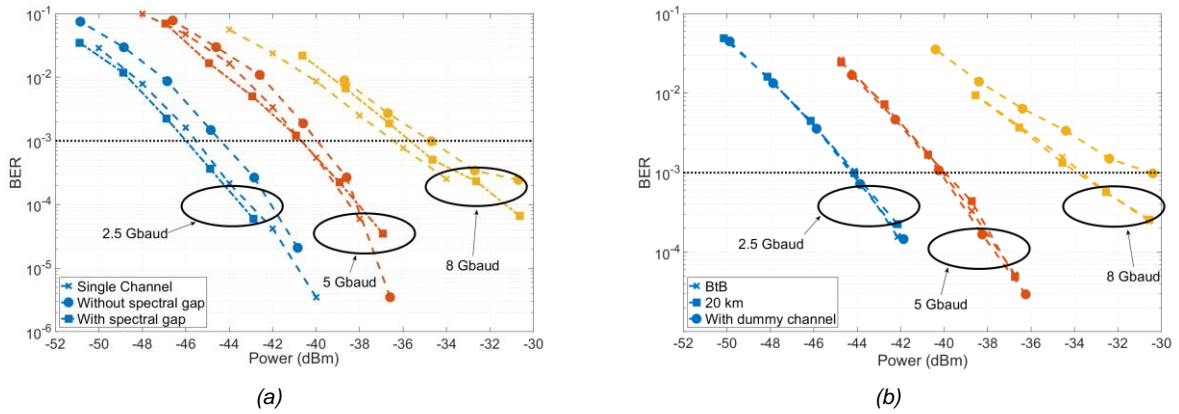 10^-1
10^-2
10^-3
10^-4
10^-5
10^-6
BER
2.5 Gbaud
5 Gbaud
8 Gbaud
Single Channel
Without spectral gap
With spectral gap
-52 -50 -48 -46 -44 -42 -40 -38 -36 -34 -32 -30
Power (dBm)
(a)
10^-1
10^-2
10^-3
10^-4
BER
2.5 Gbaud
5 Gbaud
8 Gbaud
BtB
20 km
With dummy channel
-52 -50 -48 -46 -44 -42 -40 -38 -36 -34 -32 -30
Power (dBm)
(b)